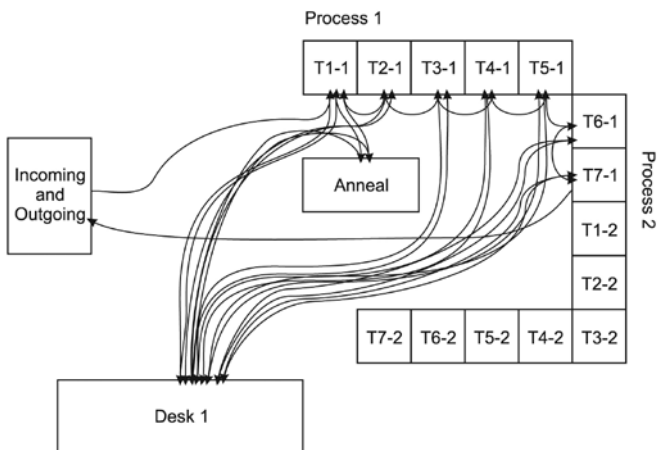 Process 1
T1-1 T2-1 T3-1 T4-1 T5-1
T6-1
Incoming
and
Outgoing
Anneal
T7-1
Process 2
T1-2
T2-2
T7-2 T6-2 T5-2 T4-2 T3-2
Desk 1